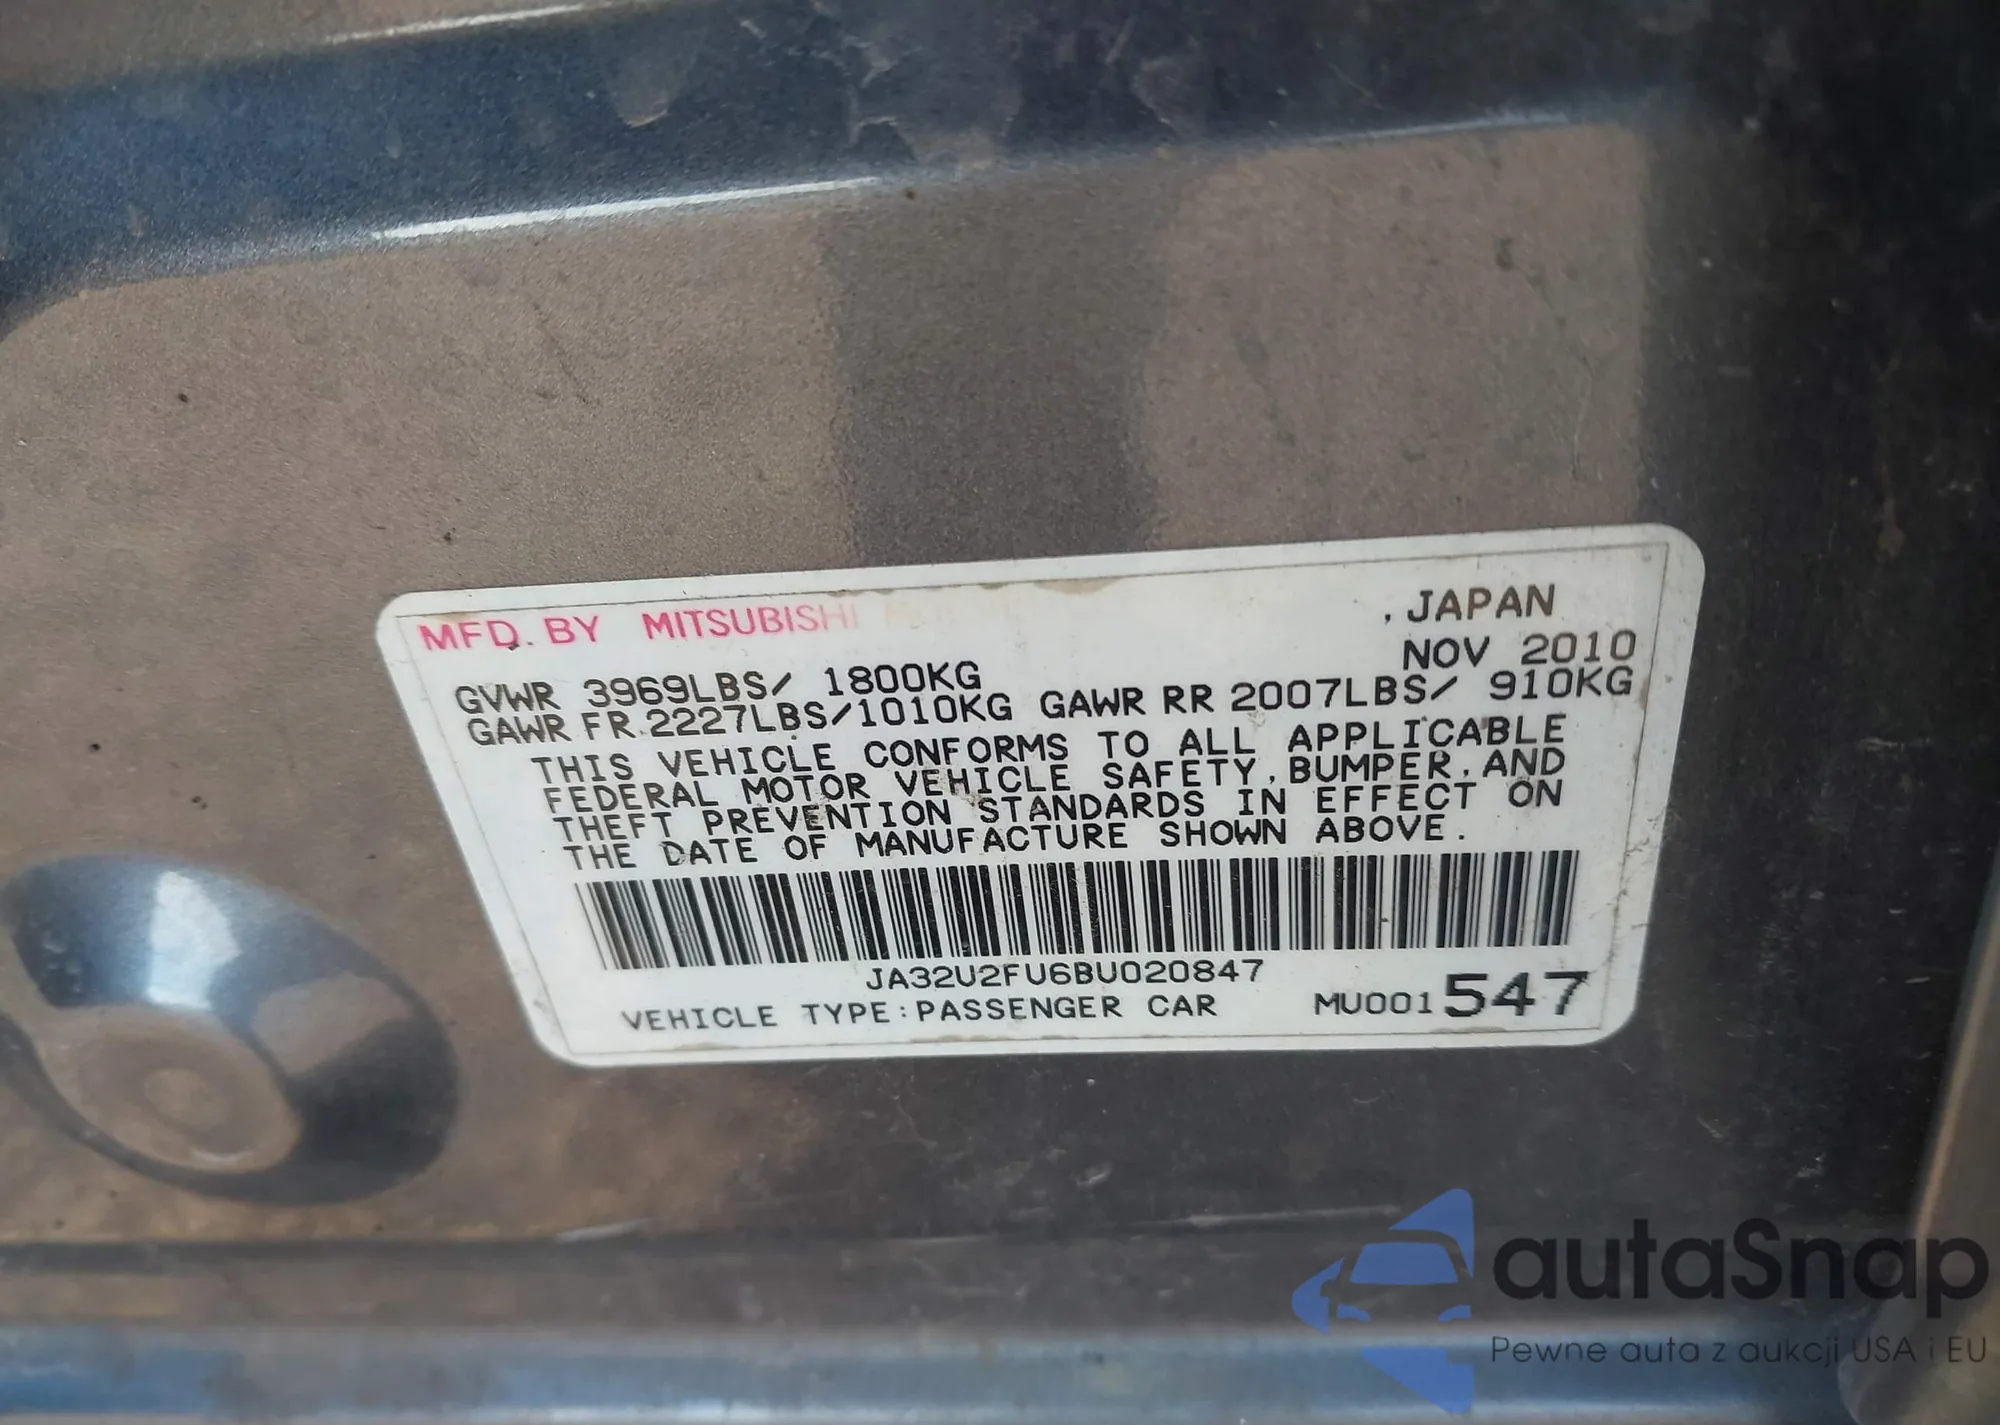 MFD. BY MITSUBISHI , JAPAN
NOV 2010
GVWR 3969LBS/ 1800KG
GAWR FR 2227LBS/1010KG GAWR RR 2007LBS/ 910KG
THIS VEHICLE CONFORMS TO ALL APPLICABLE
FEDERAL MOTOR VEHICLE SAFETY, BUMPER, AND
THEFT PREVENTION STANDARDS IN EFFECT ON
THE DATE OF MANUFACTURE SHOWN ABOVE.
JA32U2FU6BU020847
VEHICLE TYPE:PASSENGER CAR MU001547
autaSnap
Pewne auta z aukcji USA i EU